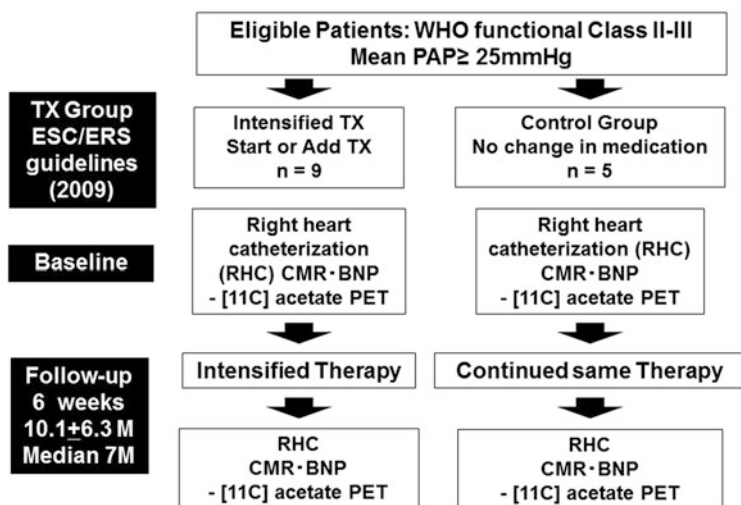 Eligible Patients: WHO functional Class II-III
Mean PAP≥ 25mmHg
TX Group
ESC/ERS
guidelines
(2009)
Intensified TX
Start or Add TX
n = 9
Control Group
No change in medication
n = 5
Baseline
Right heart
catheterization
(RHC) CMR·BNP
- [11C] acetate PET
Right heart
catheterization (RHC)
CMR·BNP
- [11C] acetate PET
Follow-up
6 weeks
10.1±6.3 M
Median 7M
Intensified Therapy
Continued same Therapy
RHC
CMR·BNP
- [11C] acetate PET
RHC
CMR·BNP
- [11C] acetate PET